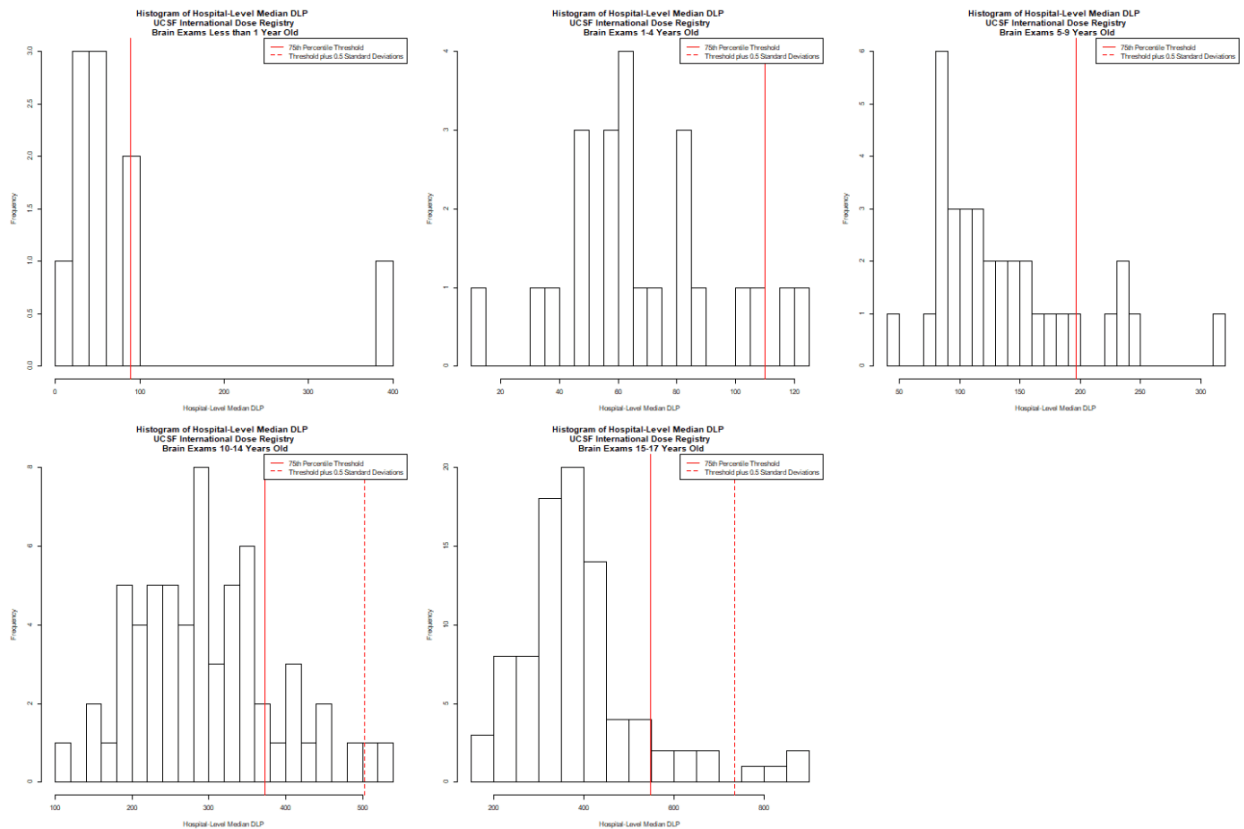 Histogram of Hospital-Level Median DLP
UCSF International Dose Registry
Brain Exams Less than 1 Year Old
75th Percentile Threshold
Threshold plus 0.5 Standard Deviations
Frequency
0.0
0.5
1.0
1.5
2.0
2.5
3.0
0
100
200
300
400
Hospital-Level Median DLP
Histogram of Hospital-Level Median DLP
UCSF International Dose Registry
Brain Exams 1-4 Years Old
75th Percentile Threshold
Threshold plus 0.5 Standard Deviations
Frequency
0
1
2
3
4
20
40
60
80
100
120
Hospital-Level Median DLP
Histogram of Hospital-Level Median DLP
UCSF International Dose Registry
Brain Exams 5-9 Years Old
75th Percentile Threshold
Threshold plus 0.5 Standard Deviations
Frequency
0
1
2
3
4
5
6
50
100
150
200
250
300
Hospital-Level Median DLP
Histogram of Hospital-Level Median DLP
UCSF International Dose Registry
Brain Exams 10-14 Years Old
75th Percentile Threshold
Threshold plus 0.5 Standard Deviations
Frequency
0
2
4
6
8
100
200
300
400
500
Hospital-Level Median DLP
Histogram of Hospital-Level Median DLP
UCSF International Dose Registry
Brain Exams 15-17 Years Old
75th Percentile Threshold
Threshold plus 0.5 Standard Deviations
Frequency
0
5
10
15
20
200
400
600
800
Hospital-Level Median DLP